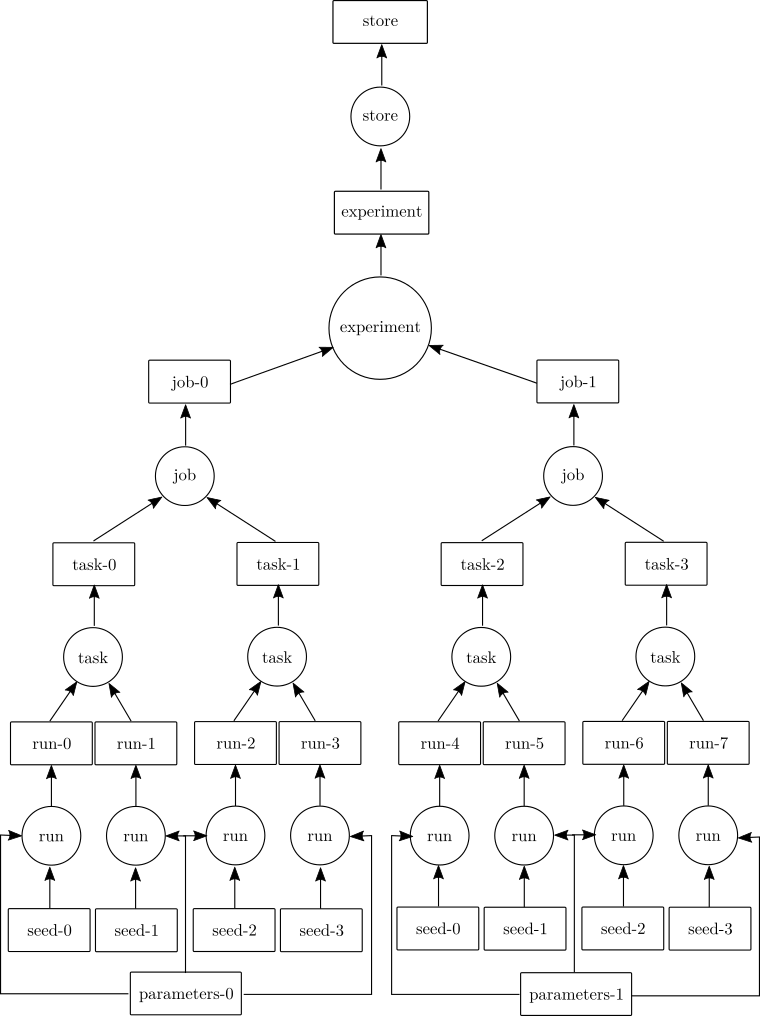 store
store
experiment
experiment
job-0
job-1
job
job
task-0
task-1
task-2
task-3
task
task
task
task
run-0
run-1
run-2
run-3
run-4
run-5
run-6
run-7
run
run
run
run
run
run
run
run
seed-0
seed-1
seed-2
seed-3
seed-0
seed-1
seed-2
seed-3
parameters-0
parameters-1